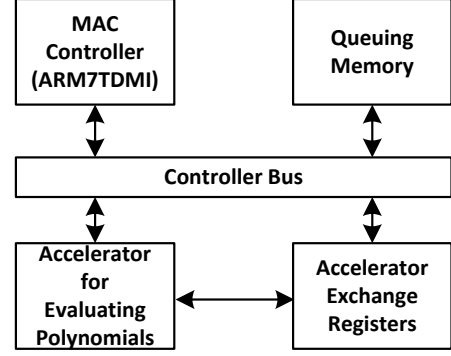 MAC
Controller
(ARM7TDMI)
Queuing
Memory
Controller Bus
Accelerator
for
Evaluating
Polynomials
Accelerator
Exchange
Registers